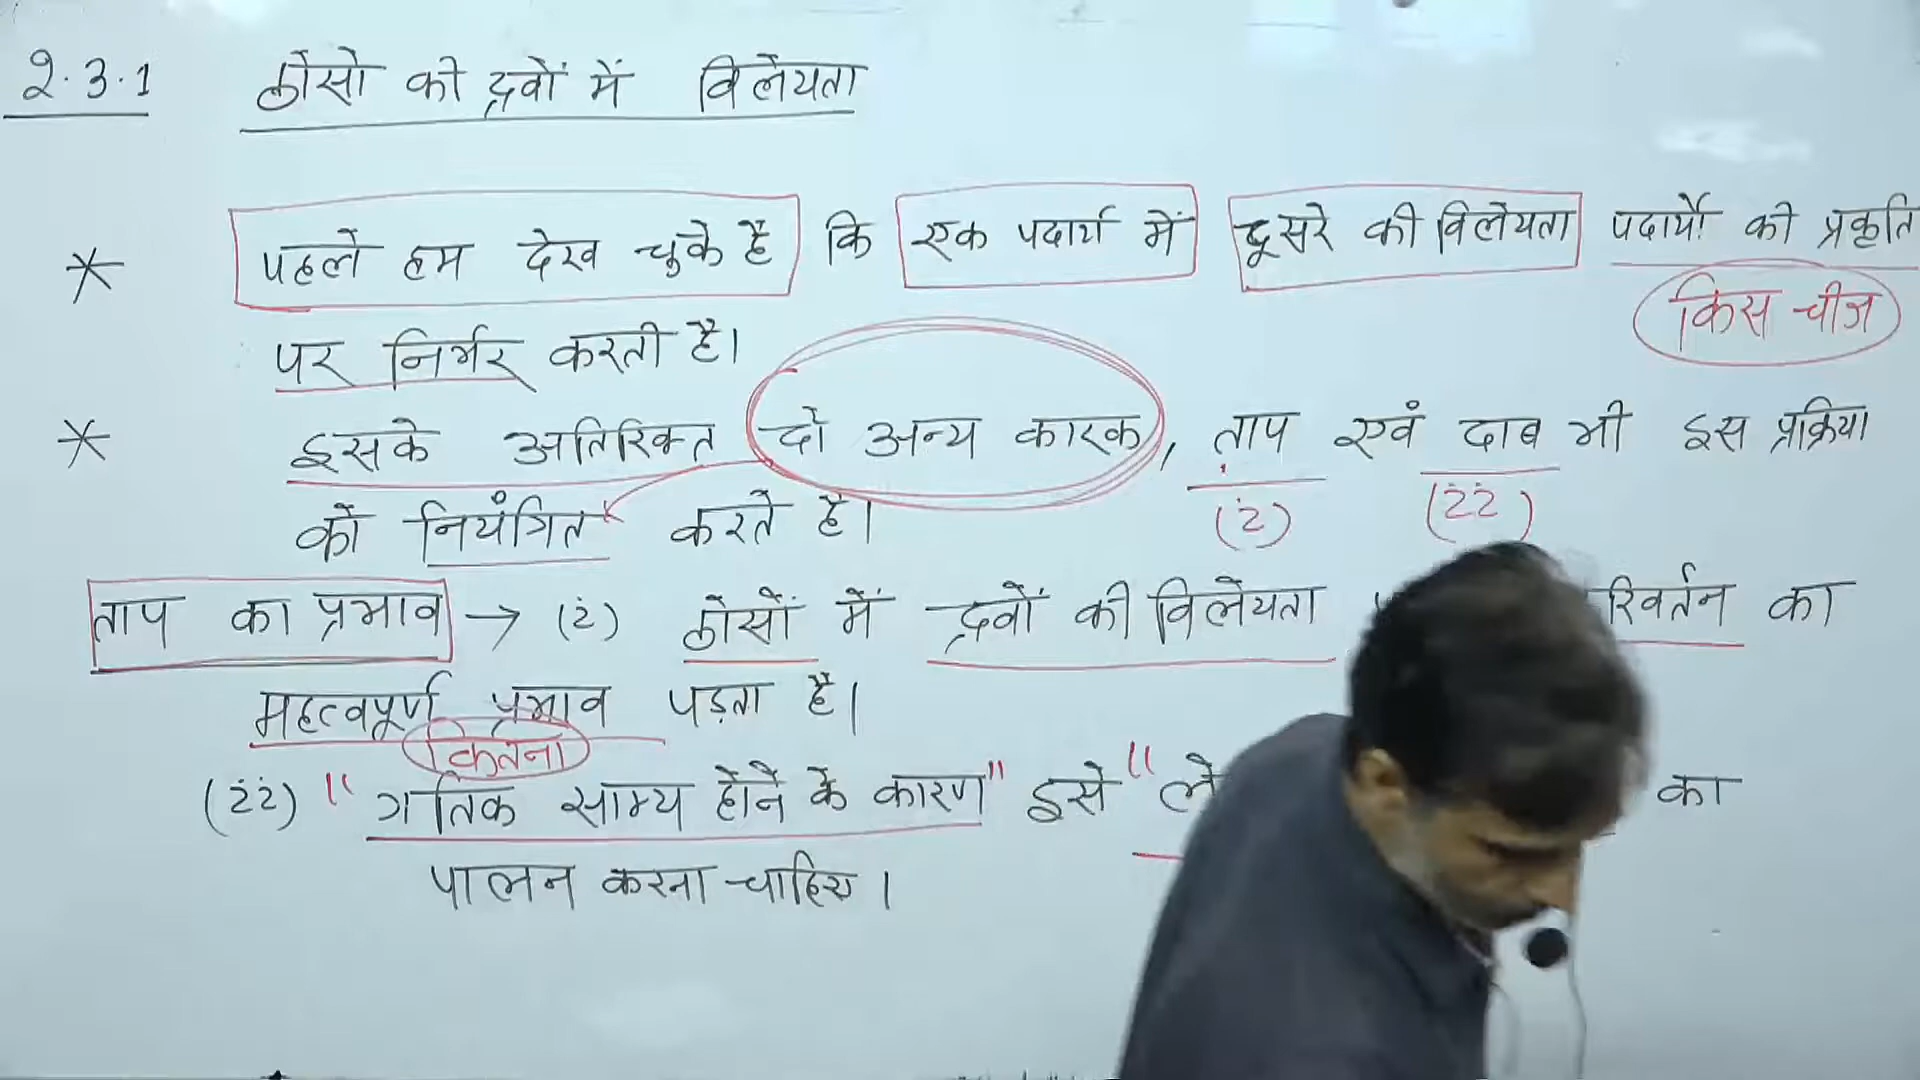 2.3.1 ठोसो की द्रवों में विलेयता
* पहले हम देख चुके है कि एक पदार्थ में दूसरे की विलेयता पदार्थों की प्रकृति
किस चीज
पर निर्भर करती है।
* इसके अतिरिक्त दो अन्य कारक, ताप एवं दाब भी इस प्रक्रिया
(i) (ii)
को नियंत्रित करते है।
ताप का प्रभाव → (i) ठोसों में द्रवों की विलेयता रिवर्तन का
महत्वपूर्ण प्रभाव पड़ता है।
कितना
(ii) "गतिक साम्य होने के कारण" इसे "ले का
पालन करना चाहिए।